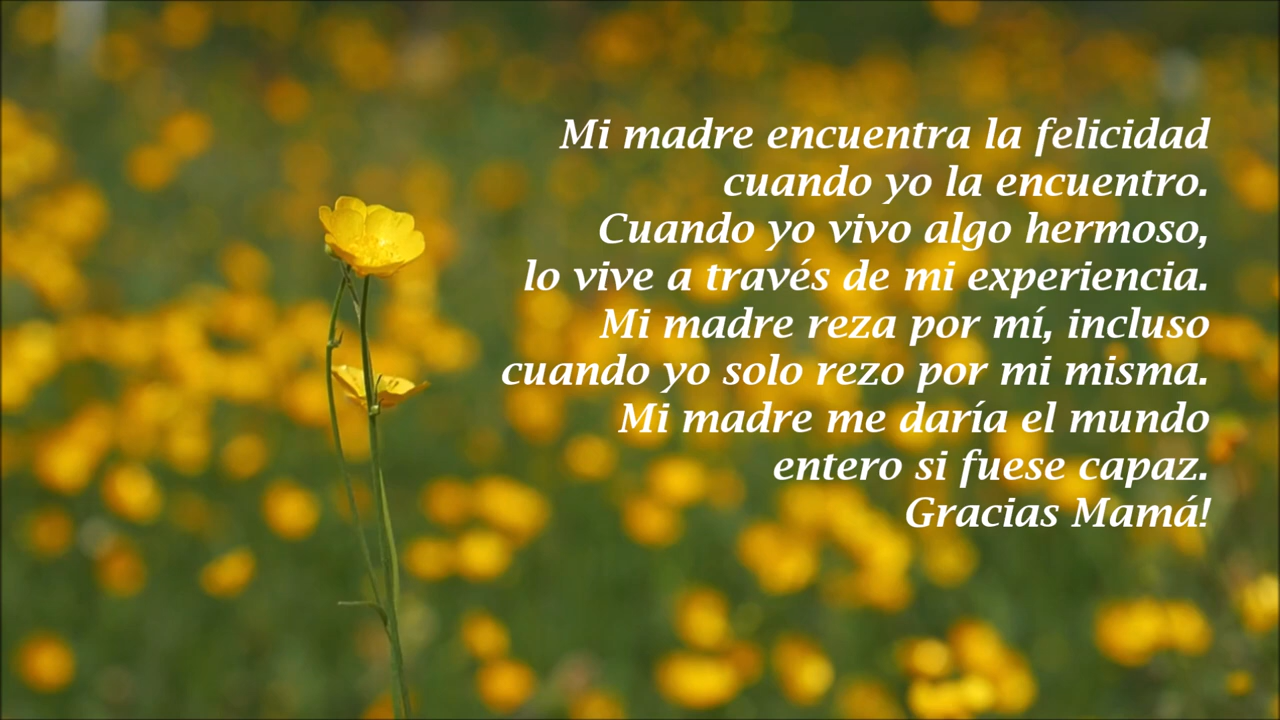 Mi madre encuentra la felicidad
cuando yo la encuentro.
Cuando yo vivo algo hermoso,
lo vive a través de mi experiencia.
Mi madre reza por mí, incluso
cuando yo solo rezo por mi misma.
Mi madre me daría el mundo
entero si fuese capaz.
Gracias Mamá!